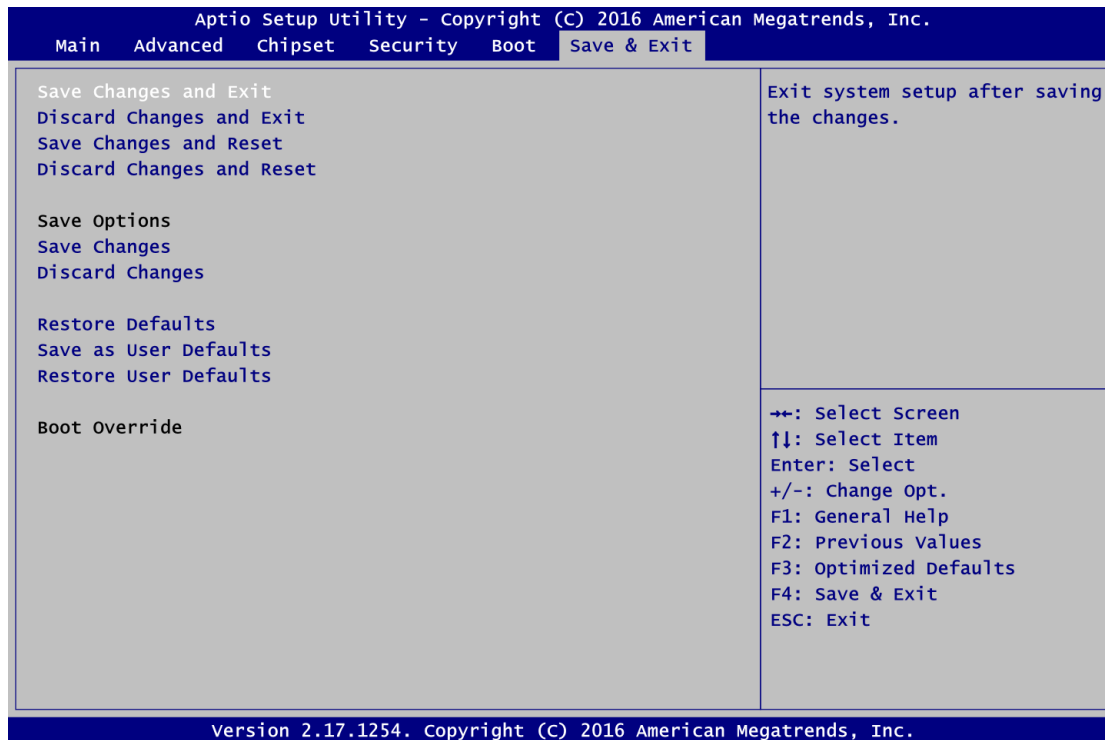 Aptio Setup Utility - Copyright (C) 2016 American Megatrends, Inc.
Main Advanced Chipset Security Boot Save & Exit
Save Changes and Exit
Discard Changes and Exit
Save Changes and Reset
Discard Changes and Reset
Save Options
Save Changes
Discard Changes
Restore Defaults
Save as User Defaults
Restore User Defaults
Boot Override
Exit system setup after saving
the changes.
→←: Select Screen
↑↓: Select Item
Enter: Select
+/-: Change Opt.
F1: General Help
F2: Previous Values
F3: Optimized Defaults
F4: Save & Exit
ESC: Exit
Version 2.17.1254. Copyright (C) 2016 American Megatrends, Inc.